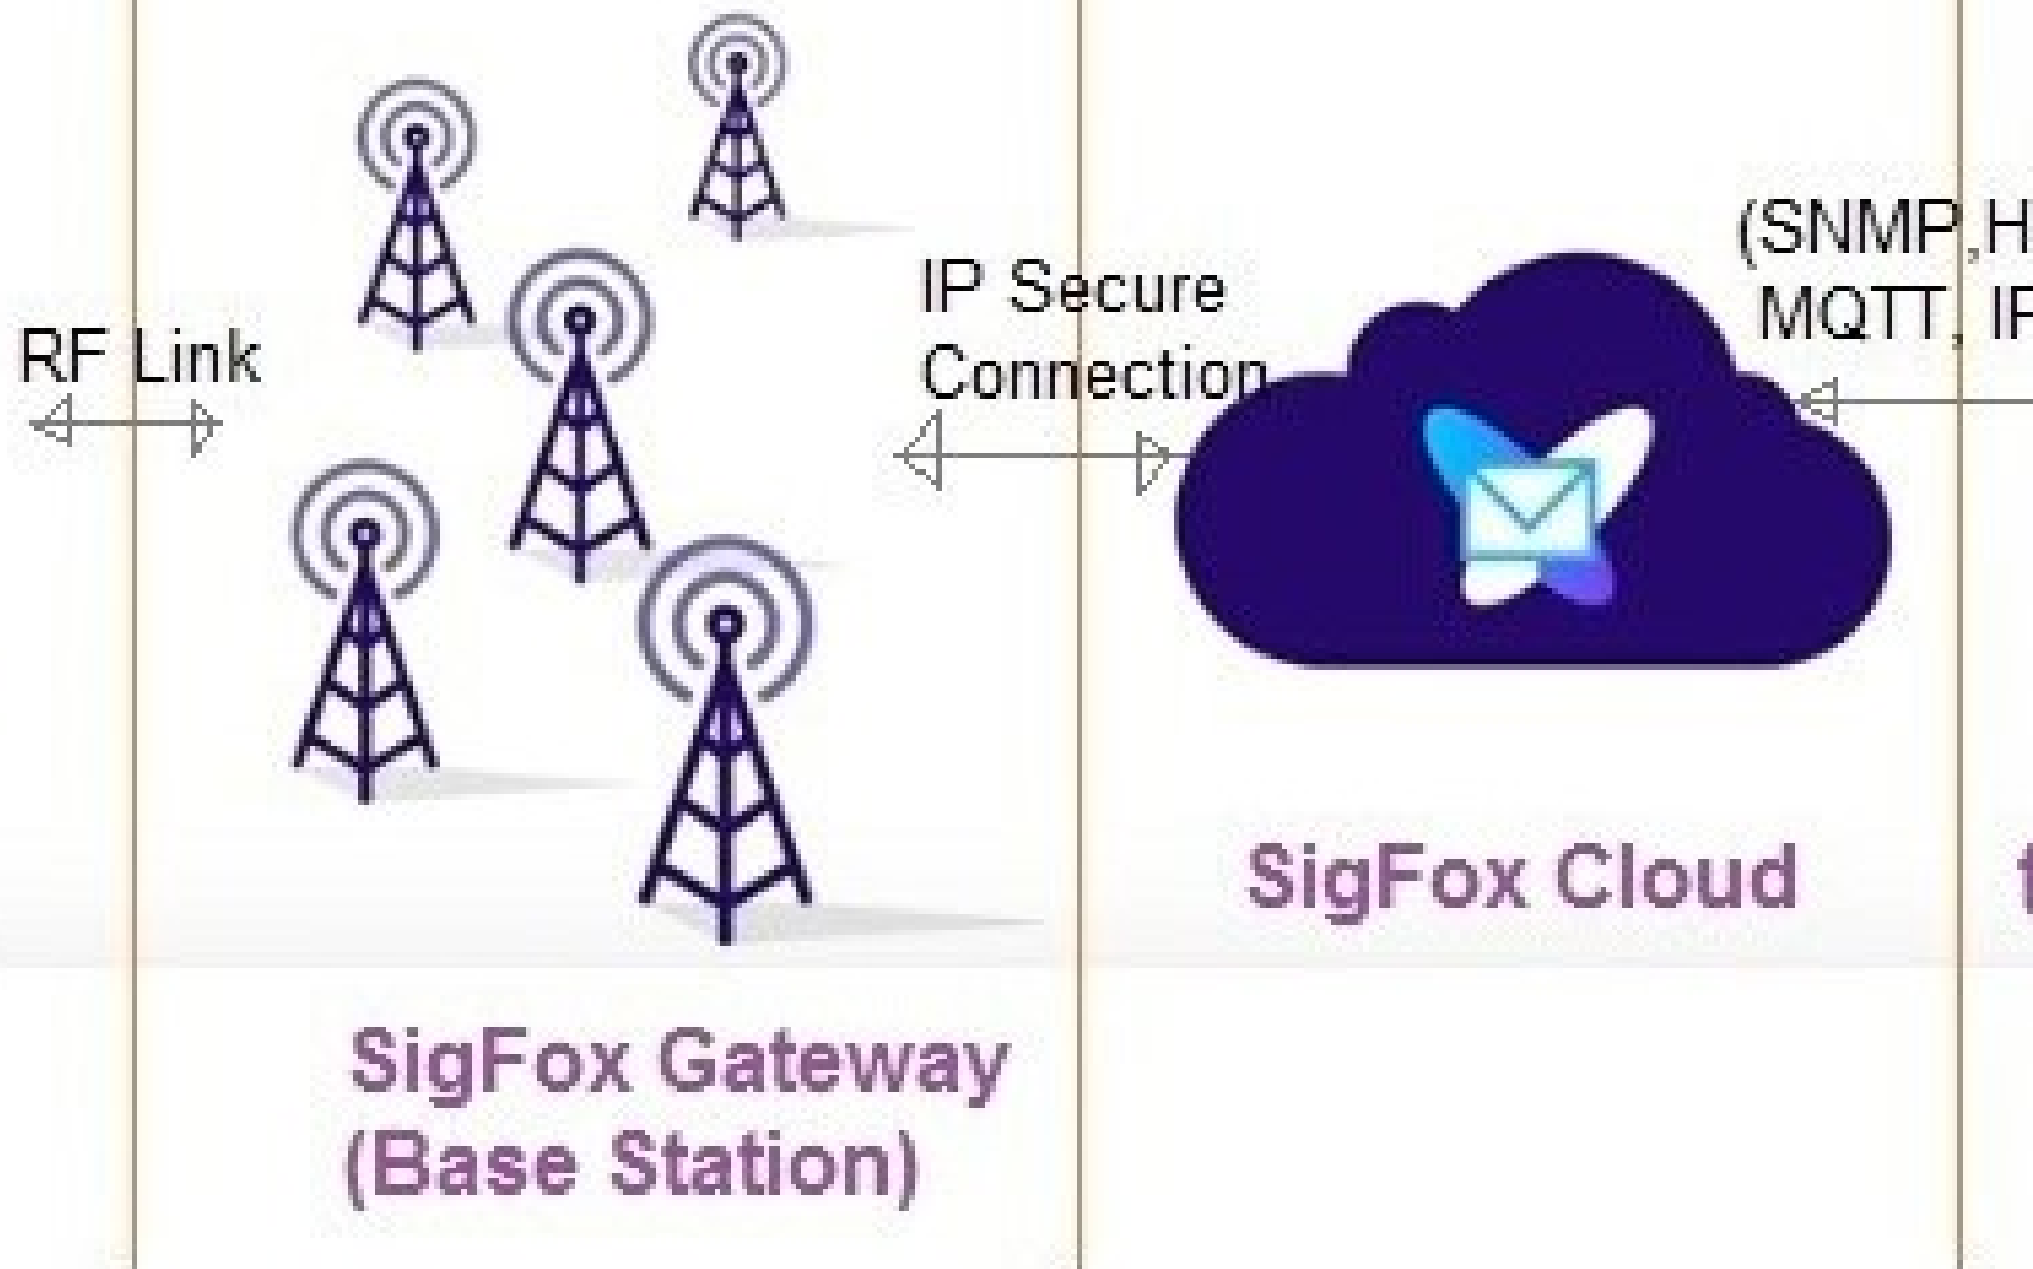 RF Link
IP Secure
Connection
(SNMP,H
MQTT, IP
SigFox Cloud
SigFox Gateway
(Base Station)